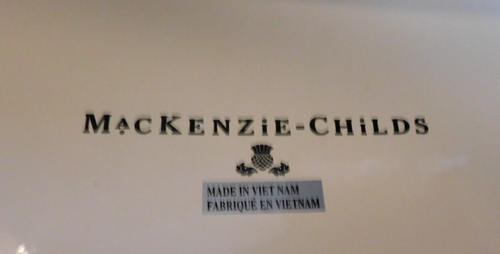 MACKENZiE-CHiLDS
MADE IN VIET NAM
FABRIQUÉ EN VIETNAM